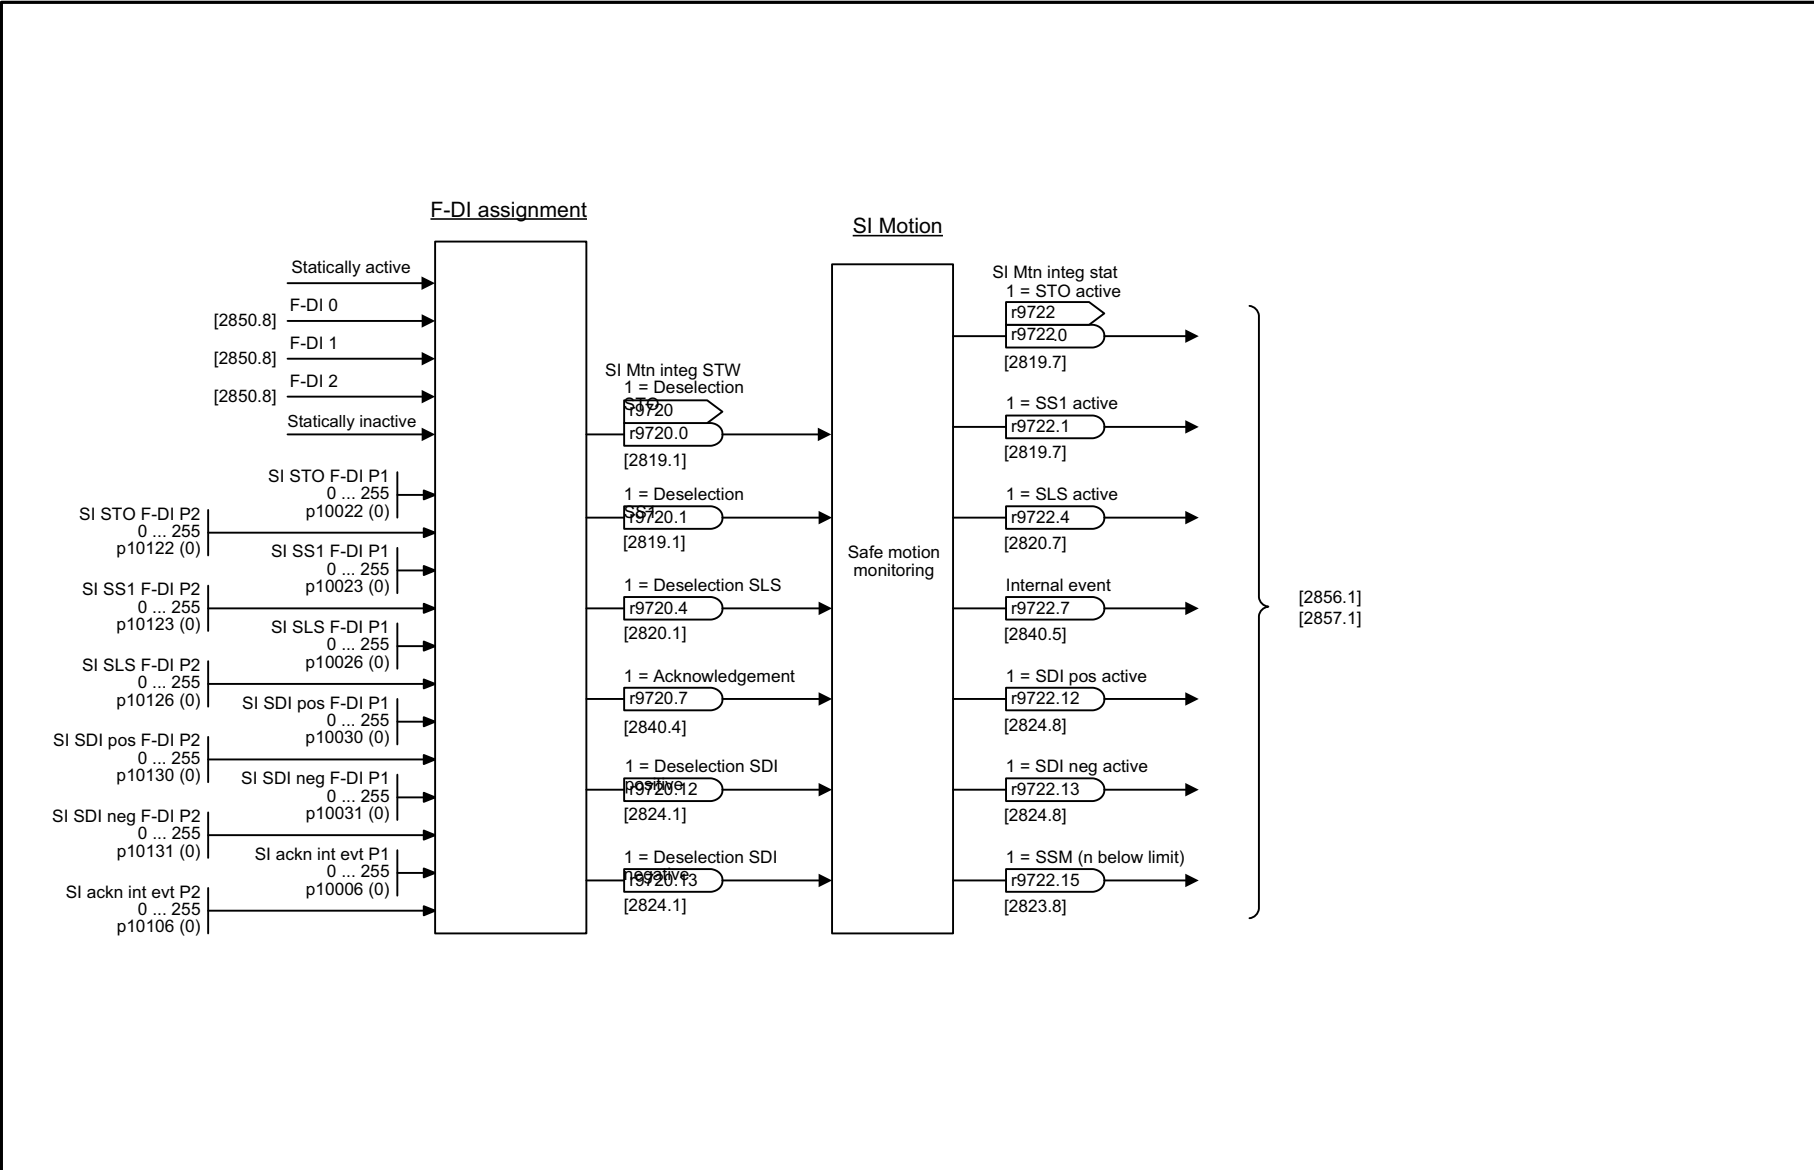 F-DI assignment
SI Motion
Statically active
F-DI 0
[2850.8]
F-DI 1
[2850.8]
F-DI 2
[2850.8]
Statically inactive
SI STO F-DI P1
0 ... 255
p10022 (0)
SI STO F-DI P2
0 ... 255
p10122 (0)
SI SS1 F-DI P1
0 ... 255
p10023 (0)
SI SS1 F-DI P2
0 ... 255
p10123 (0)
SI SLS F-DI P1
0 ... 255
p10026 (0)
SI SLS F-DI P2
0 ... 255
p10126 (0)
SI SDI pos F-DI P1
0 ... 255
p10030 (0)
SI SDI pos F-DI P2
0 ... 255
p10130 (0)
SI SDI neg F-DI P1
0 ... 255
p10031 (0)
SI SDI neg F-DI P2
0 ... 255
p10131 (0)
SI ackn int evt P1
0 ... 255
p10006 (0)
SI ackn int evt P2
0 ... 255
p10106 (0)
SI Mtn integ STW
1 = Deselection
STO
r9720
r9720.0
[2819.1]
1 = Deselection
SS1
r9720.1
[2819.1]
1 = Deselection SLS
r9720.4
[2820.1]
1 = Acknowledgement
r9720.7
[2840.4]
1 = Deselection SDI
positive
r9720.12
[2824.1]
1 = Deselection SDI
negative
r9720.13
[2824.1]
Safe motion
monitoring
SI Mtn integ stat
1 = STO active
r9722
r9722.0
[2819.7]
1 = SS1 active
r9722.1
[2819.7]
1 = SLS active
r9722.4
[2820.7]
Internal event
r9722.7
[2840.5]
1 = SDI pos active
r9722.12
[2824.8]
1 = SDI neg active
r9722.13
[2824.8]
1 = SSM (n below limit)
r9722.15
[2823.8]
[2856.1]
[2857.1]